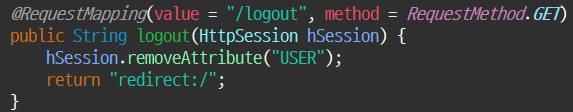 @RequestMapping(value = "/logout", method = RequestMethod.GET)
public String logout(HttpSession hSession) {
    hSession.removeAttribute("USER");
    return "redirect:/";
}